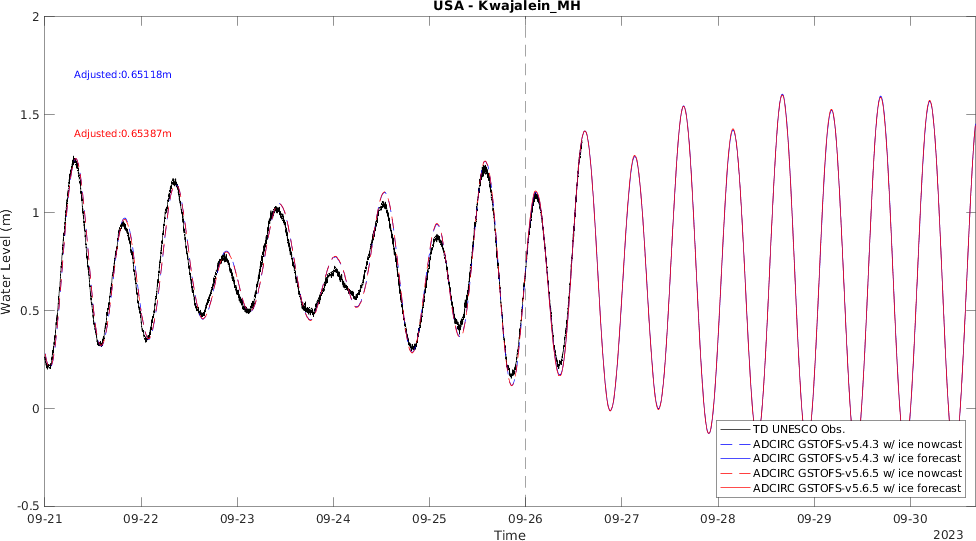 USA - Kwajalein_MH
2
Adjusted:0.65118m
1.5
Adjusted:0.65387m
1
Water Level (m)
0.5
0
TD UNESCO Obs.
ADCIRC GSTOFS-v5.4.3 w/ ice nowcast
ADCIRC GSTOFS-v5.4.3 w/ ice forecast
ADCIRC GSTOFS-v5.6.5 w/ ice nowcast
ADCIRC GSTOFS-v5.6.5 w/ ice forecast
-0.5
09-21 09-22 09-23 09-24 09-25 09-26 09-27 09-28 09-29 09-30
Time
2023